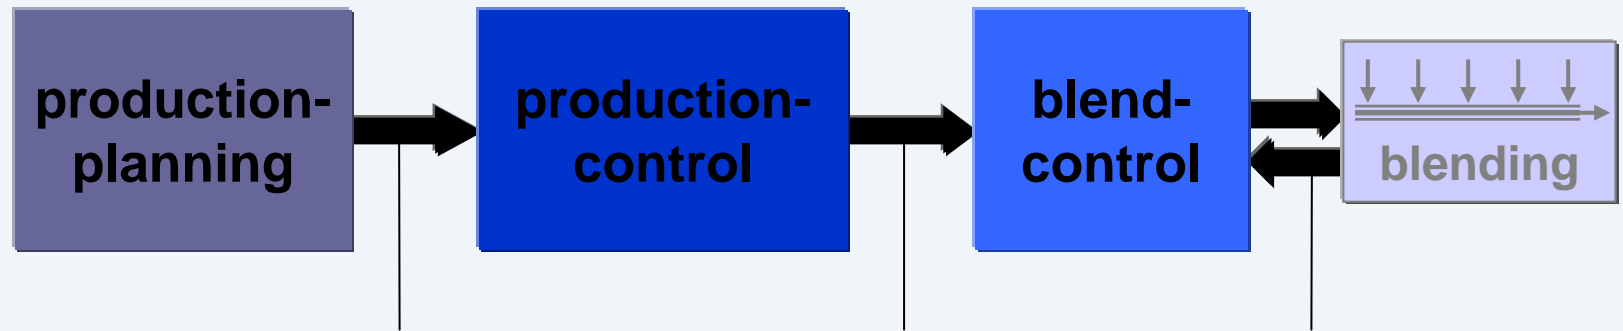 production-
planning
production-
control
blend-
control
blending